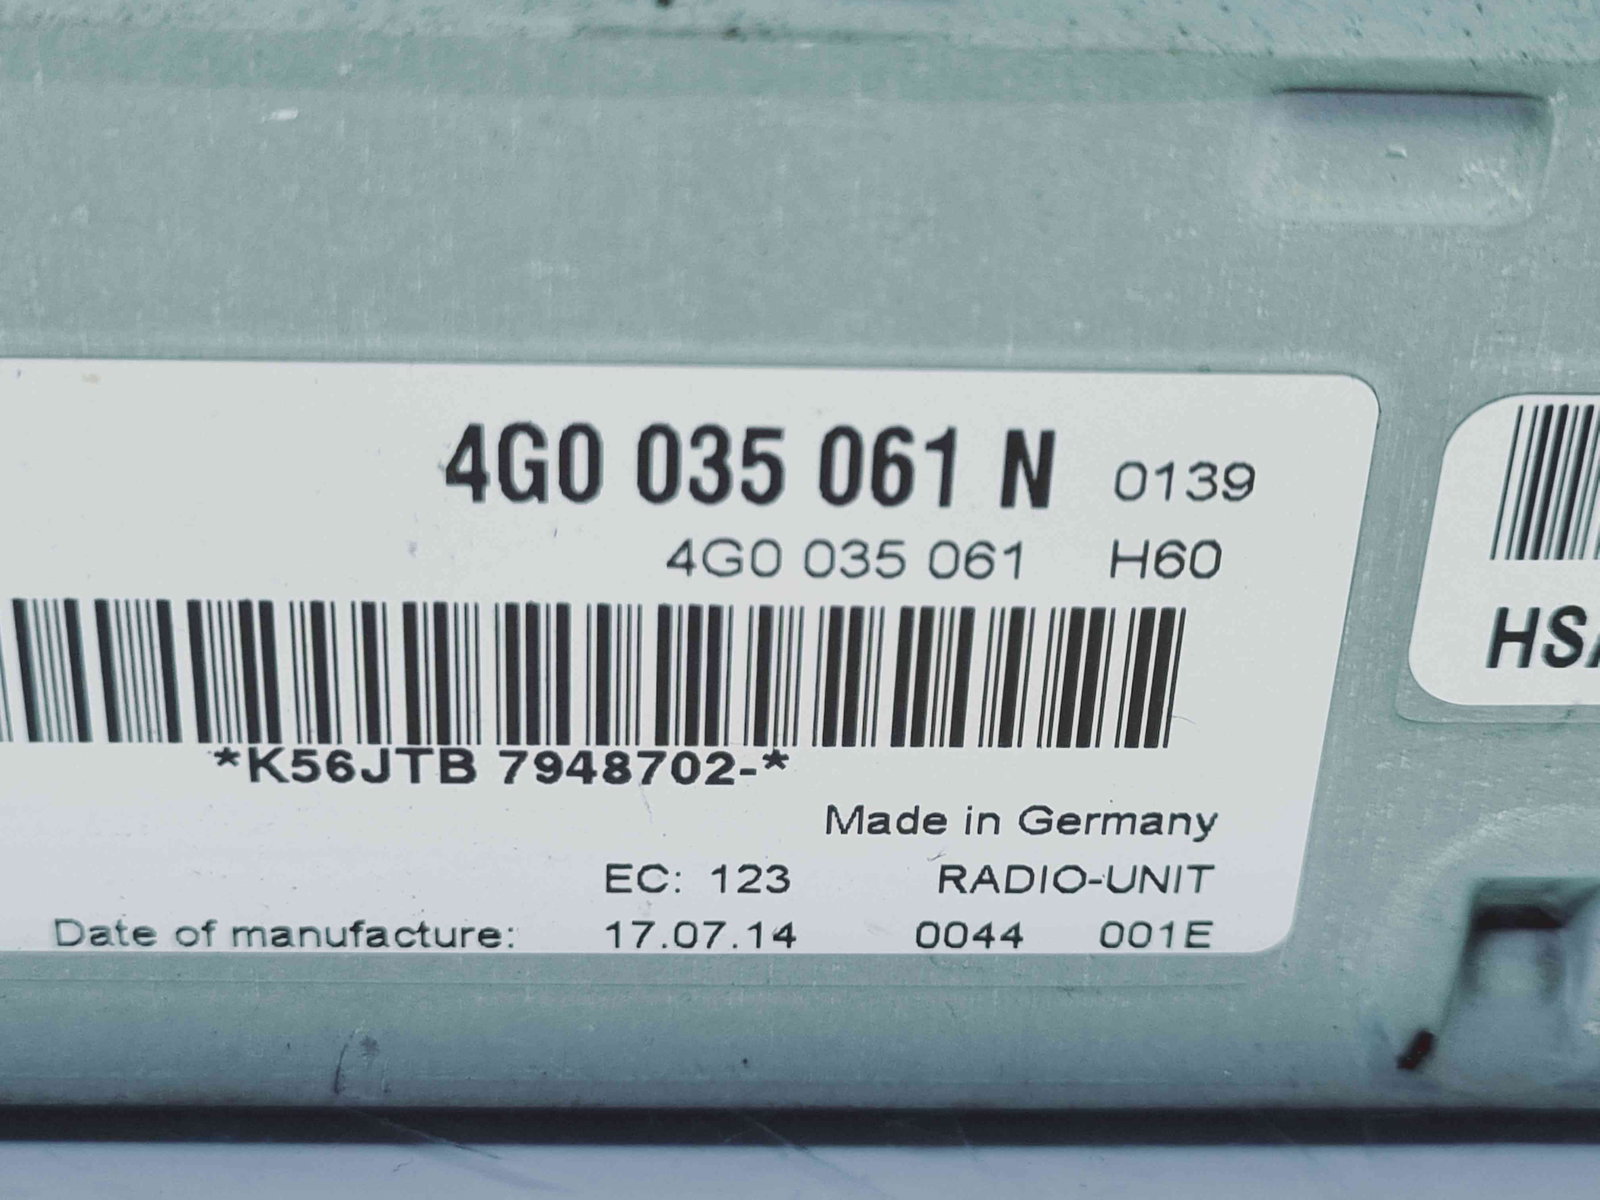 4G0 035 061 N 0139
4G0 035 061 H60
*K56JTB 7948702-*
Made in Germany
EC: 123 RADIO-UNIT
Date of manufacture: 17.07.14 0044 001E